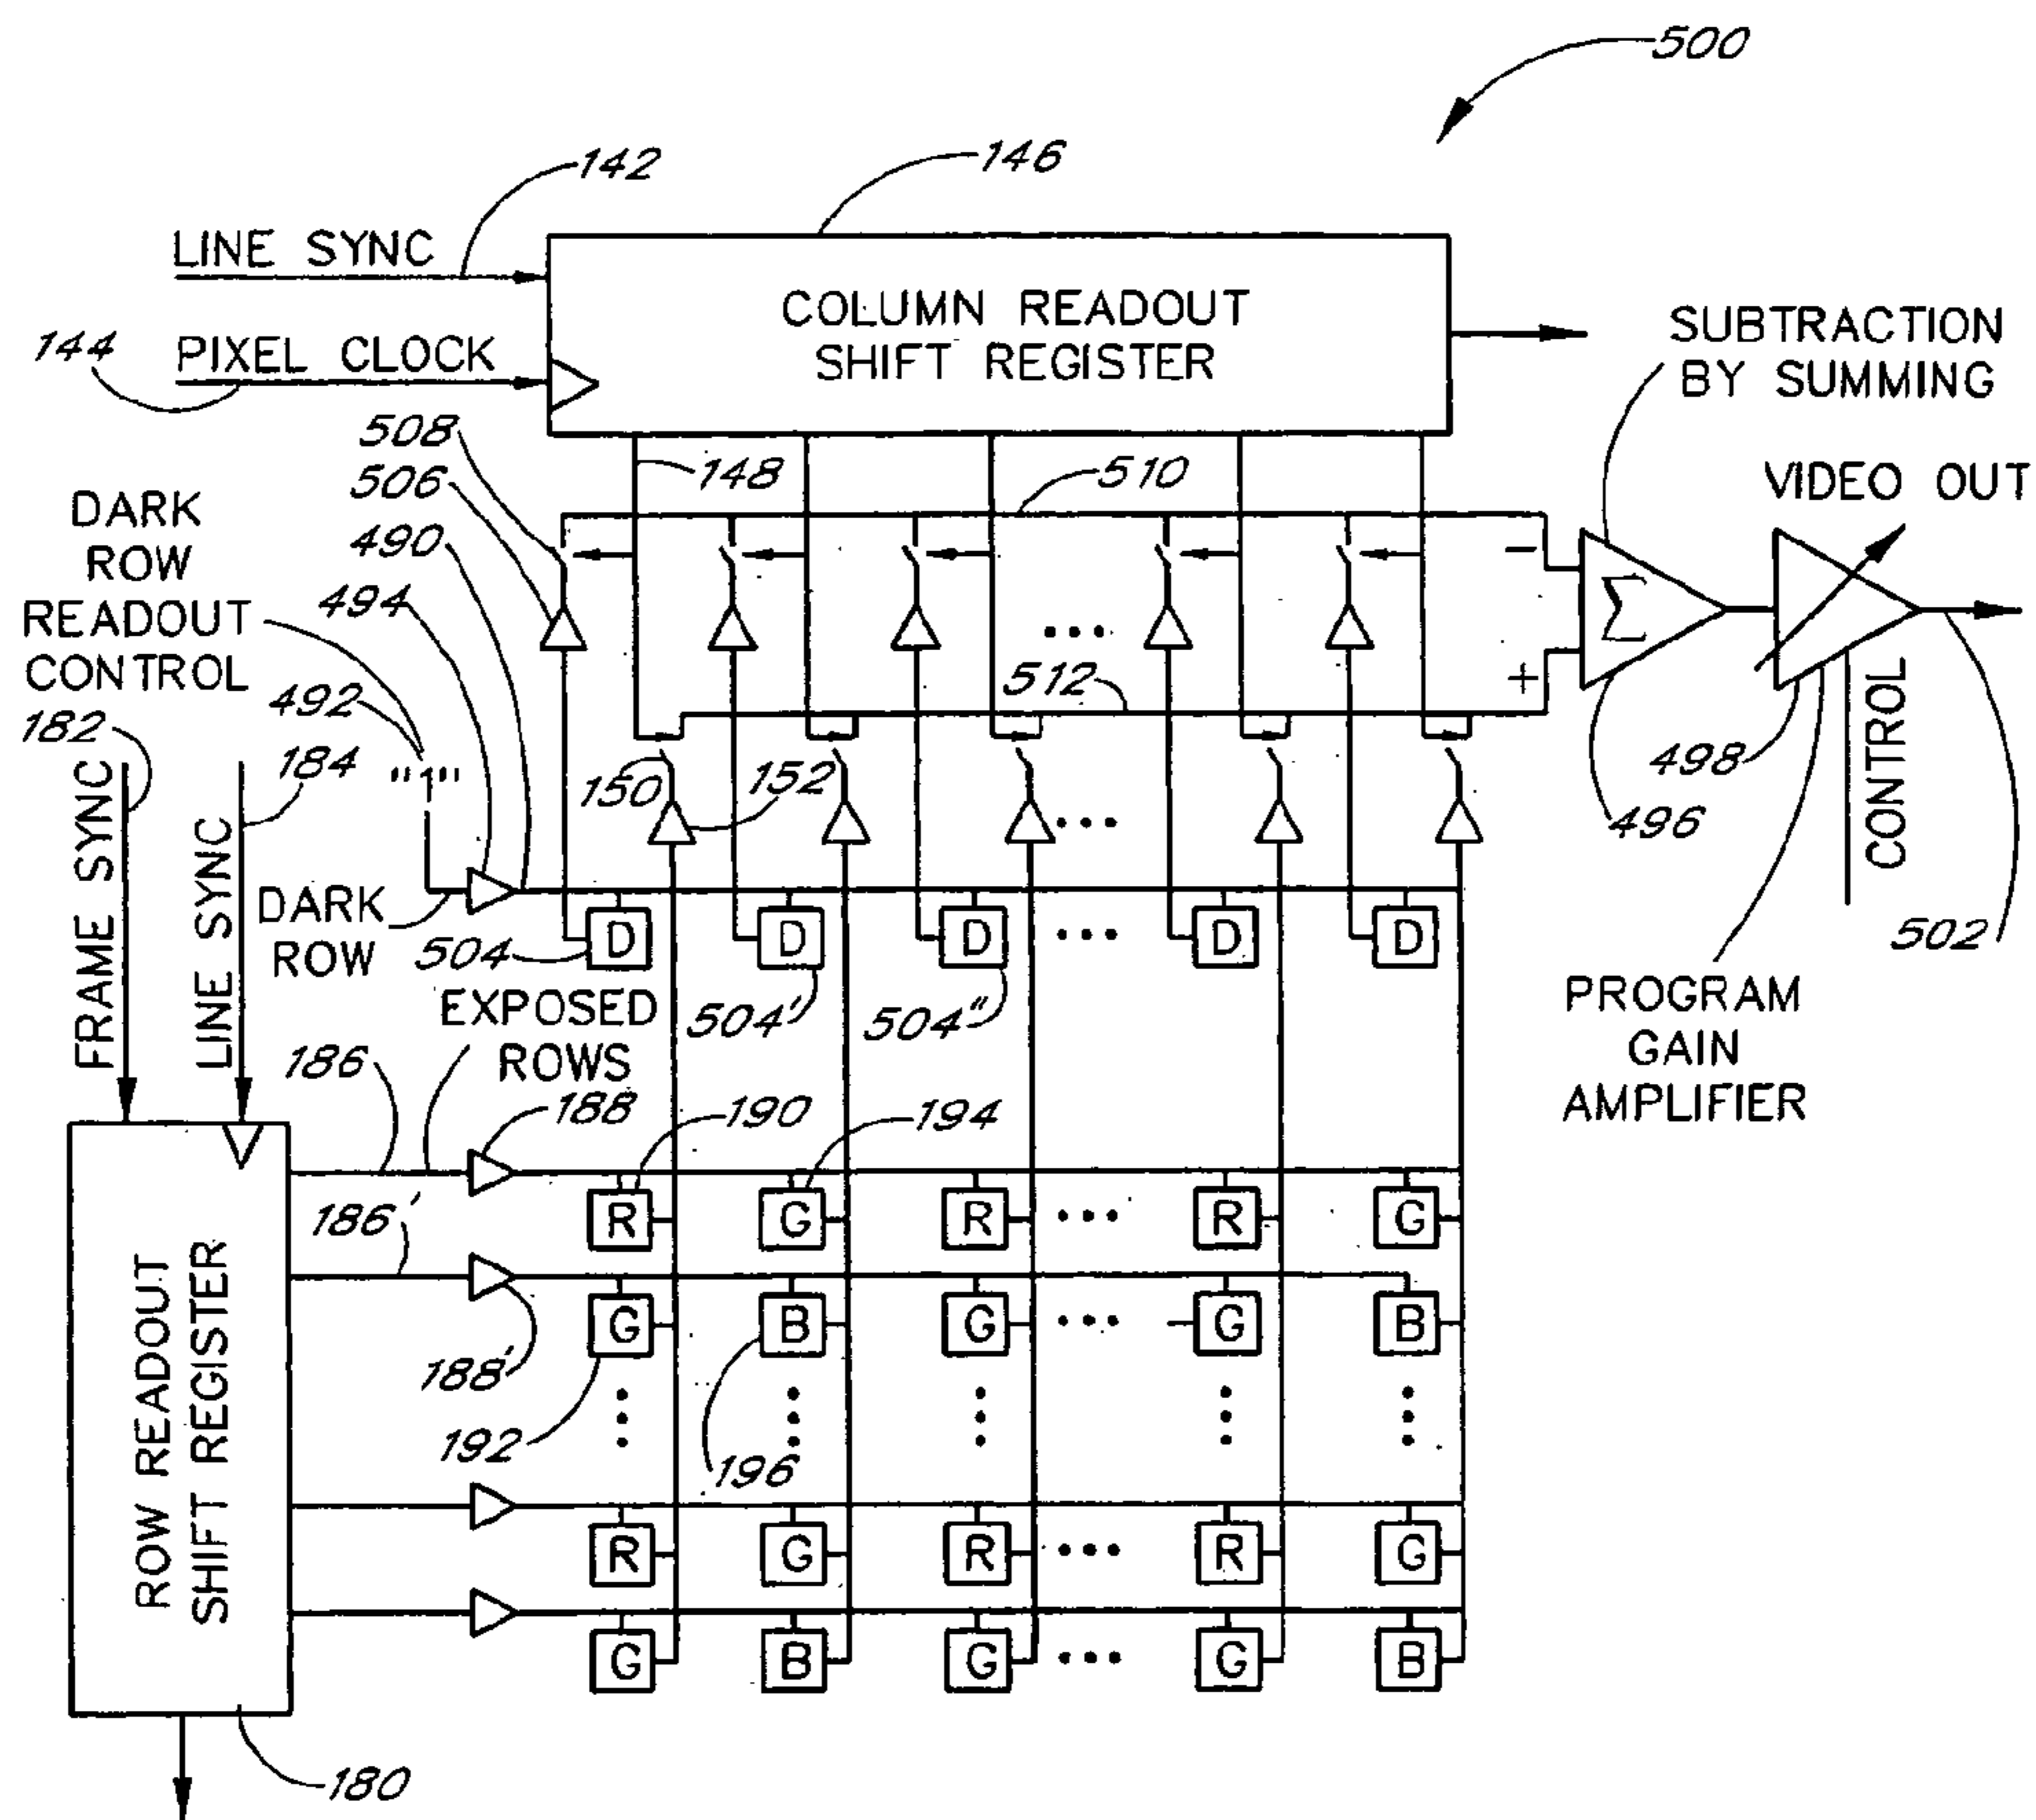 500
142
146
LINE SYNC
COLUMN READOUT
SHIFT REGISTER
SUBTRACTION
BY SUMMING
144
PIXEL CLOCK
508
506
148
510
VIDEO OUT
DARK
ROW
READOUT
CONTROL
490
494
492
"1"
−
+
Σ
512
182
184
150
152
498
496
CONTROL
502
FRAME SYNC
LINE SYNC
DARK
ROW
504
D D D ••• D D
504'
504"
EXPOSED
ROWS
PROGRAM
GAIN
AMPLIFIER
186
188
190
194
R G R ••• R G
186'
188'
G B G ••• G B
192
196
ROW READOUT
SHIFT REGISTER
R G R ••• R G
G B G ••• G B
180